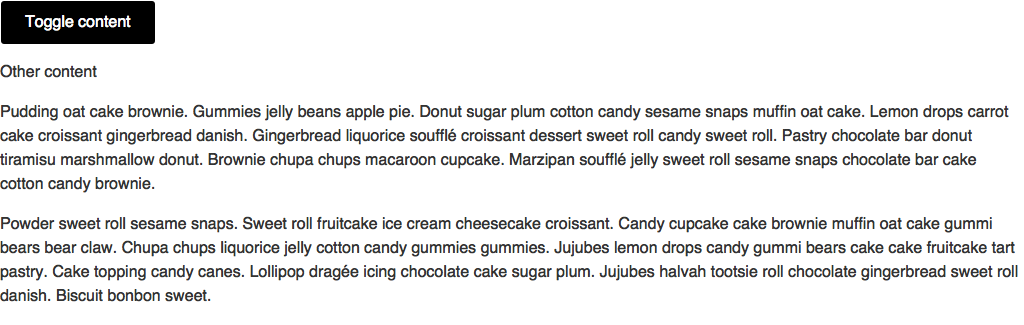 Toggle content
Other content
Pudding oat cake brownie. Gummies jelly beans apple pie. Donut sugar plum cotton candy sesame snaps muffin oat cake. Lemon drops carrot
cake croissant gingerbread danish. Gingerbread liquorice soufflé croissant dessert sweet roll candy sweet roll. Pastry chocolate bar donut
tiramisu marshmallow donut. Brownie chupa chups macaroon cupcake. Marzipan soufflé jelly sweet roll sesame snaps chocolate bar cake
cotton candy brownie.
Powder sweet roll sesame snaps. Sweet roll fruitcake ice cream cheesecake croissant. Candy cupcake cake brownie muffin oat cake gummi
bears bear claw. Chupa chups liquorice jelly cotton candy gummies gummies. Jujubes lemon drops candy gummi bears cake cake fruitcake tart
pastry. Cake topping candy canes. Lollipop dragée icing chocolate cake sugar plum. Jujubes halvah tootsie roll chocolate gingerbread sweet roll
danish. Biscuit bonbon sweet.